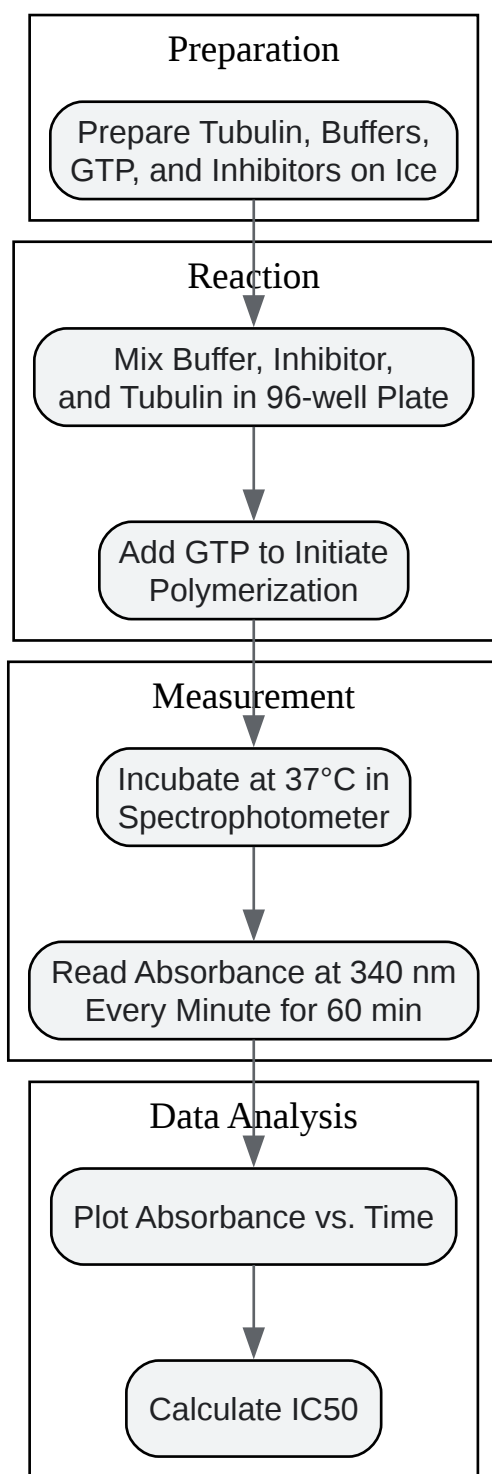 Preparation
Prepare Tubulin, Buffers,
GTP, and Inhibitors on Ice
Reaction
Mix Buffer, Inhibitor,
and Tubulin in 96-well Plate
Add GTP to Initiate
Polymerization
Measurement
Incubate at 37°C in
Spectrophotometer
Read Absorbance at 340 nm
Every Minute for 60 min
Data Analysis
Plot Absorbance vs. Time
Calculate IC50